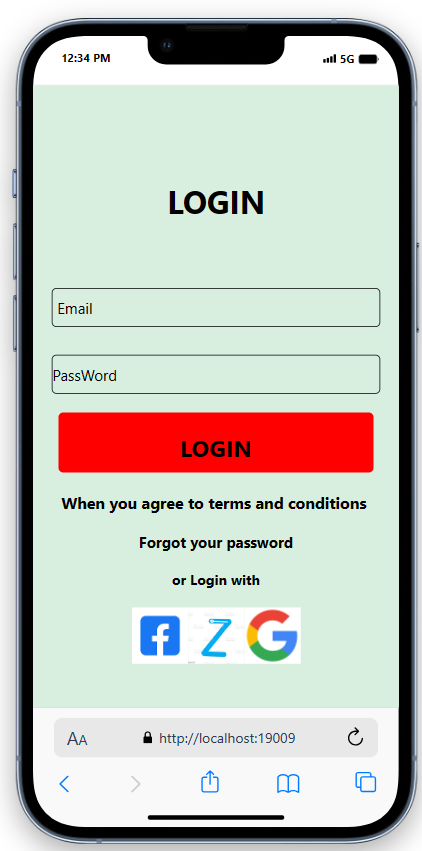 12:34 PM 5G
LOGIN
Email
PassWord
LOGIN
When you agree to terms and conditions
Forgot your password
or Login with
f Z G
AA http://localhost:19009